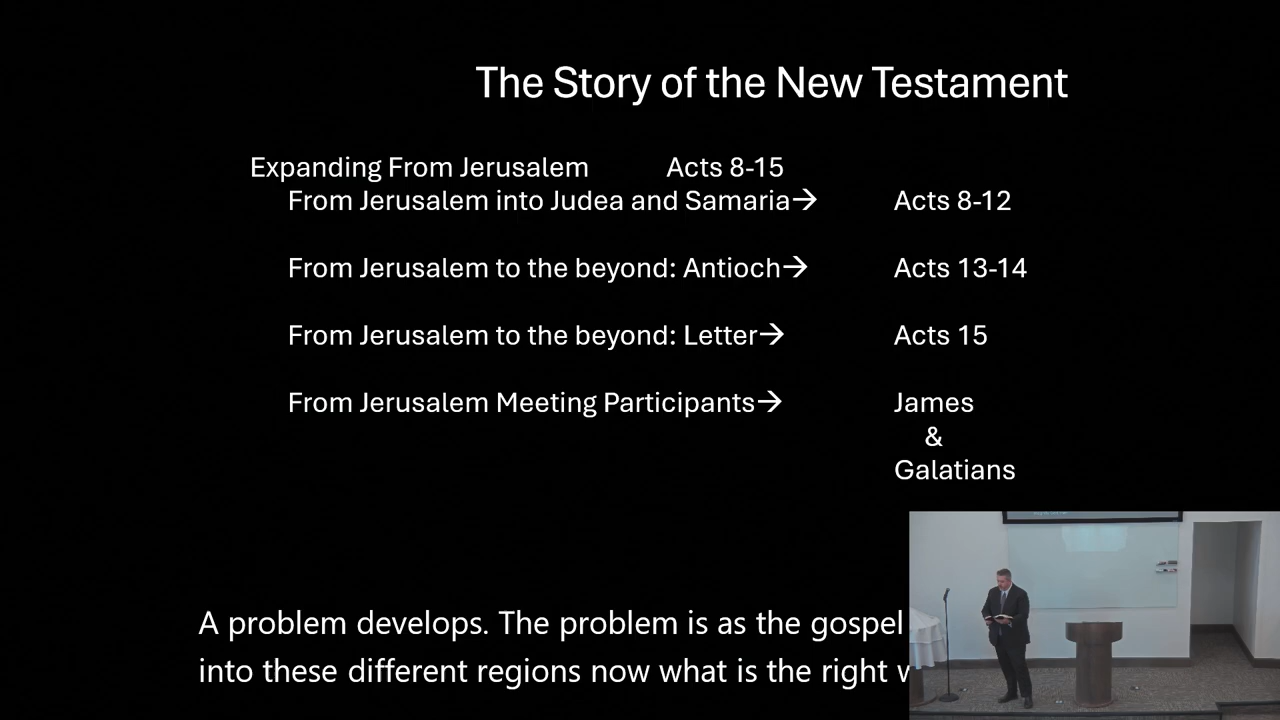 The Story of the New Testament
Expanding From Jerusalem Acts 8-15
From Jerusalem into Judea and Samaria→ Acts 8-12
From Jerusalem to the beyond: Antioch→ Acts 13-14
From Jerusalem to the beyond: Letter→ Acts 15
From Jerusalem Meeting Participants→ James
&
Galatians
A problem develops. The problem is as the gospel
into these different regions now what is the right